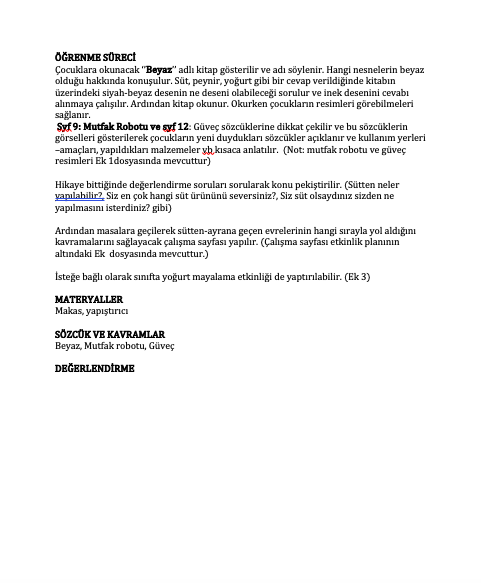 ÖĞRENME SÜRECİ
Çocuklara okunacak ‘’Beyaz’’ adlı kitap gösterilir ve adı söylenir. Hangi nesnelerin beyaz
olduğu hakkında konuşulur. Süt, peynir, yoğurt gibi bir cevap verildiğinde kitabın
üzerindeki siyah-beyaz desenin ne deseni olabileceği sorulur ve inek desenini cevabı
alınmaya çalışılır. Ardından kitap okunur. Okurken çocukların resimleri görebilmeleri
sağlanır.
Syf 9: Mutfak Robotu ve syf 12: Güveç sözcüklerine dikkat çekilir ve bu sözcüklerin
görselleri gösterilerek çocukların yeni duydukları sözcükler açıklanır ve kullanım yerleri
–amaçları, yapıldıkları malzemeler vb kısaca anlatılır. (Not: mutfak robotu ve güveç
resimleri Ek 1dosyasında mevcuttur)
Hikaye bittiğinde değerlendirme soruları sorularak konu pekiştirilir. (Sütten neler
yapılabilir?, Siz en çok hangi süt ürününü seversiniz?, Siz süt olsaydınız sizden ne
yapılmasını isterdiniz? gibi)
Ardından masalara geçilerek sütten-ayrana geçen evrelerinin hangi sırayla yol aldığını
kavramalarını sağlayacak çalışma sayfası yapılır. (Çalışma sayfası etkinlik planının
altındaki Ek dosyasında mevcuttur.)
İsteğe bağlı olarak sınıfta yoğurt mayalama etkinliği de yaptırılabilir. (Ek 3)
MATERYALLER
Makas, yapıştırıcı
SÖZCÜK VE KAVRAMLAR
Beyaz, Mutfak robotu, Güveç
DEĞERLENDİRME